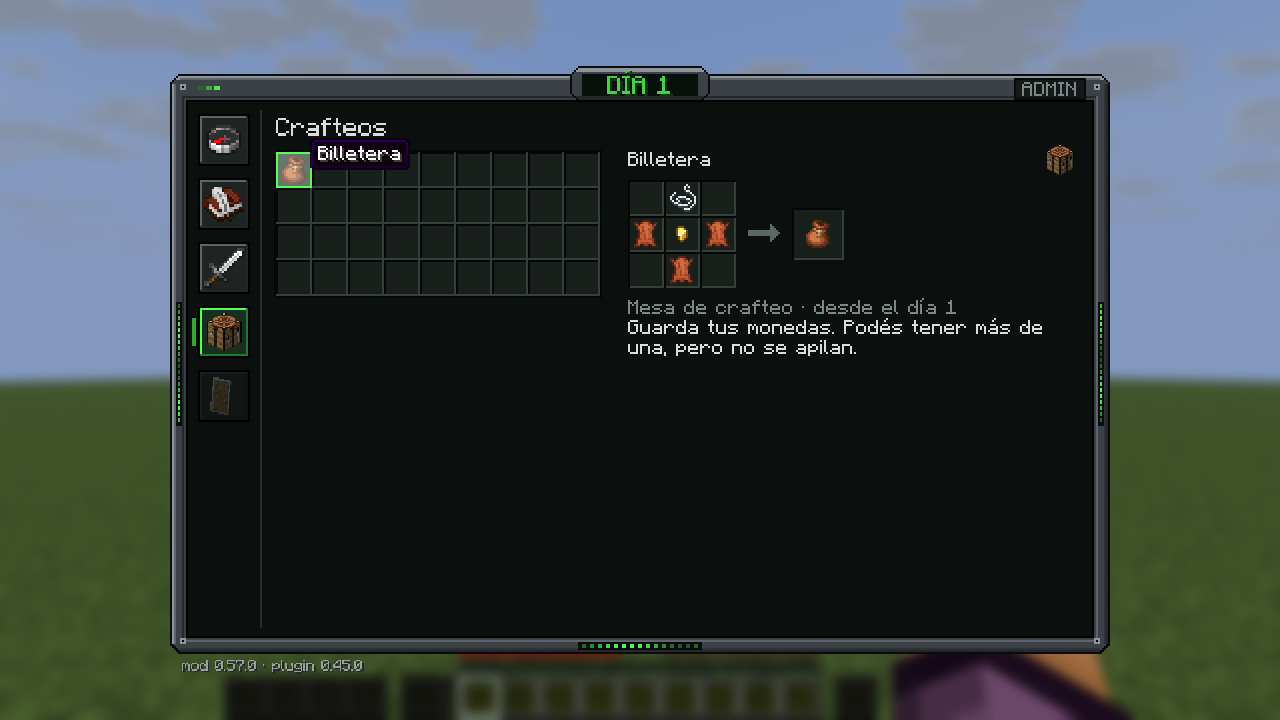 DÍA 1
ADMIN
Crafteos
Billetera
Billetera
Mesa de crafteo · desde el día 1
Guarda tus monedas. Podés tener más de
una, pero no se apilan.
mod 0.57.0 · plugin 0.45.0